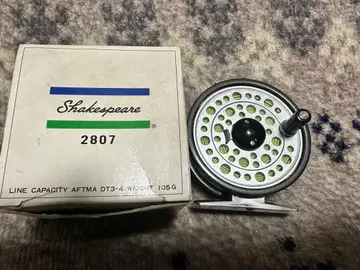 Shakespeare®
2807
LINE CAPACITY AFTMA DT3-4 WEIGHT 105G